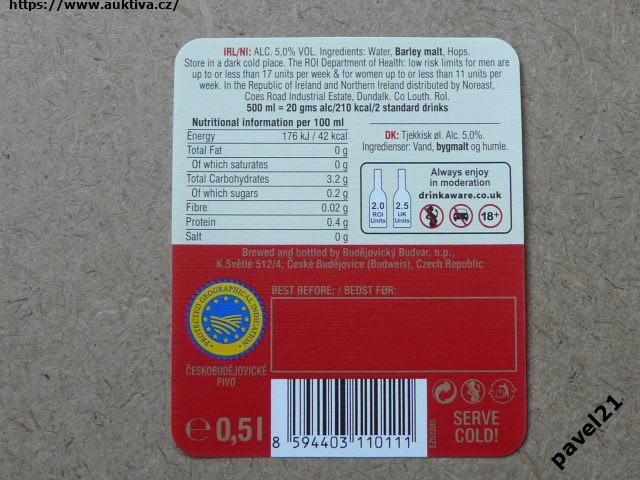 https://www.auktiva.cz/
IRL/NI: ALC. 5,0% VOL. Ingredients: Water, Barley malt, Hops.
Store in a dark cold place. The ROI Department of Health: low risk limits for men are
up to or less than 17 units per week & for women up to or less than 11 units per
week. In the Republic of Ireland and Northern Ireland distributed by Noreast,
Coes Road Industrial Estate, Dundalk. Co Louth. RoI.
500 ml = 20 gms alc/210 kcal/2 standard drinks
Nutritional information per 100 ml
Energy 176 kJ / 42 kcal
Total Fat 0 g
Of which saturates 0 g
Total Carbohydrates 3.2 g
Of which sugars 0.2 g
Fibre 0.02 g
Protein 0.4 g
Salt 0 g
DK: Tjekkisk øl. Alc. 5,0%.
Ingredienser: Vand, bygmalt og humle.
Always enjoy
in moderation
drinkaware.co.uk
2.0
ROI
Units
2.5
UK
Units
18+
Brewed and bottled by Budějovický Budvar, n.p.,
K.Světlé 512/4, České Budějovice (Budweis), Czech Republic
PROTECTED GEOGRAPHICAL INDICATION
ČESKOBUDĚJOVICKÉ
PIVO
BEST BEFORE: / BEDST FØR:
e 0,5 l
8 594403 110111
EZ52200
SERVE
COLD!
pavel21